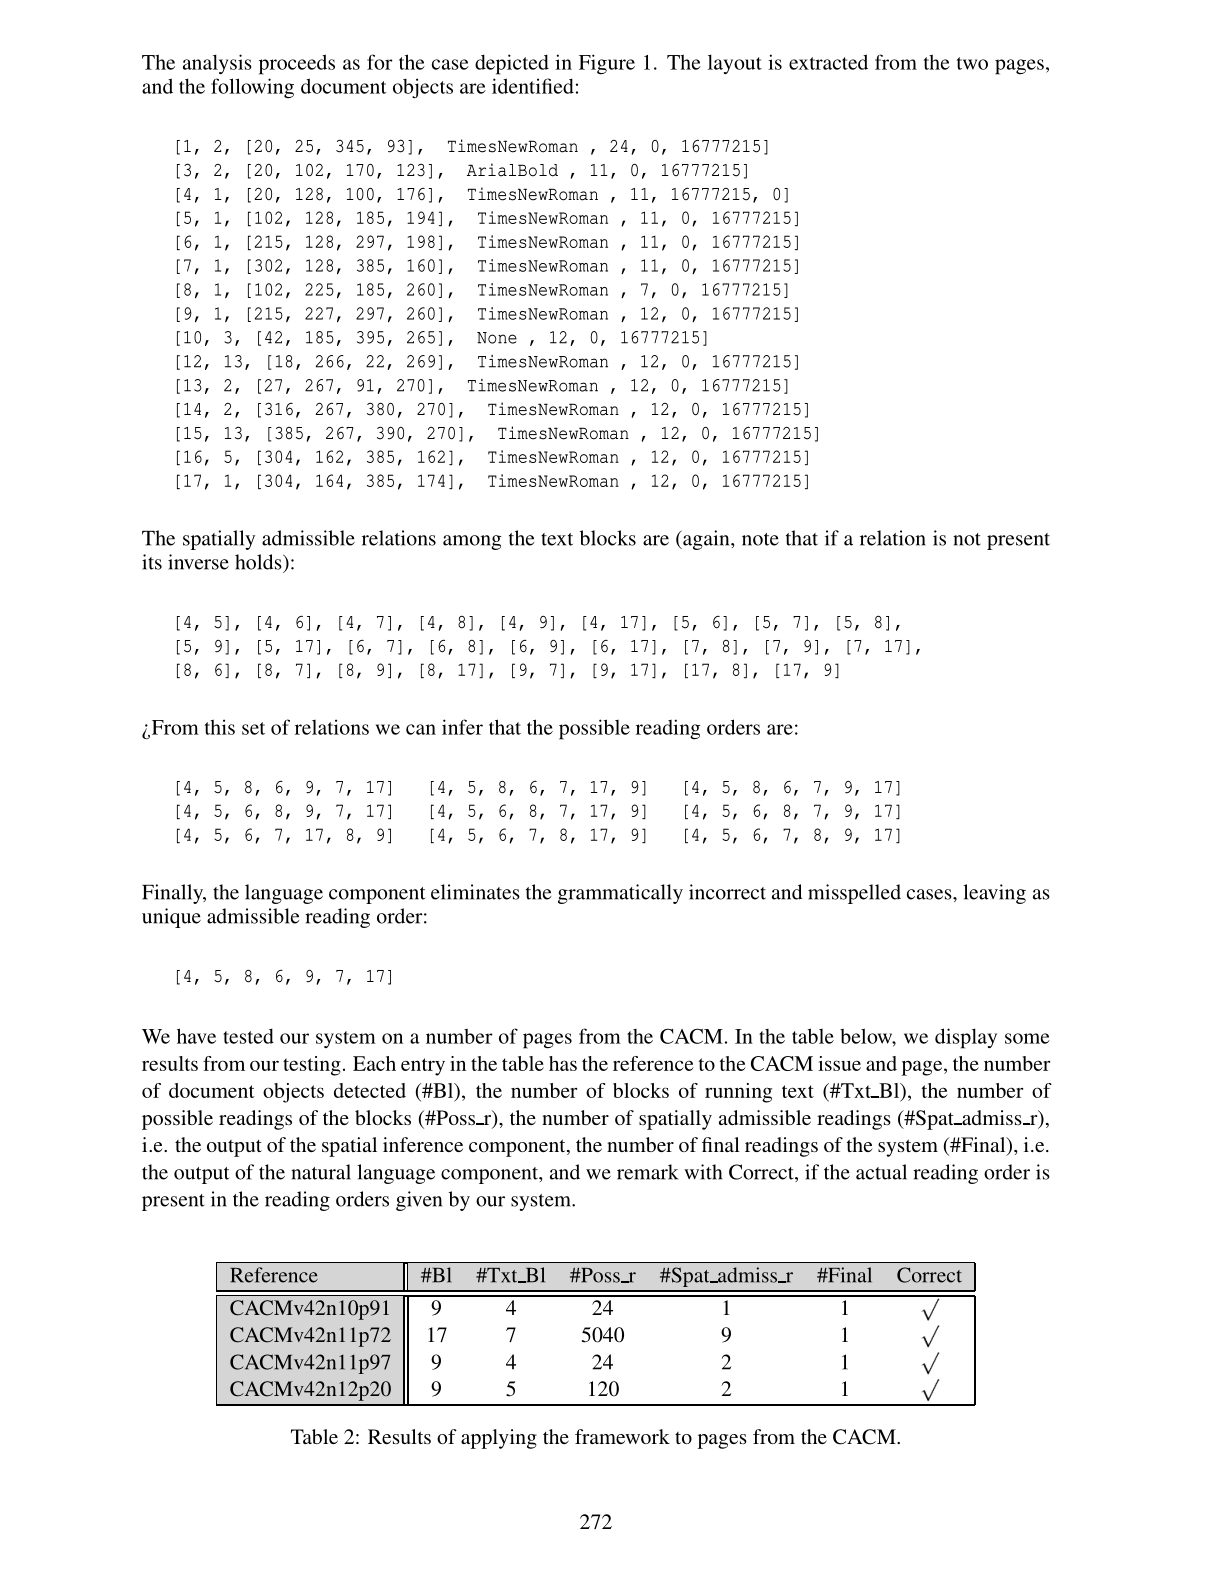 The analysis proceeds as for the case depicted in Figure 1. The layout is extracted from the two pages,
and the following document objects are identified:
[1, 2, [20, 25, 345, 93], TimesNewRoman , 24, 0, 16777215]
[3, 2, [20, 102, 170, 123], ArialBold , 11, 0, 16777215]
[4, 1, [20, 128, 100, 176], TimesNewRoman , 11, 16777215, 0]
[5, 1, [102, 128, 185, 194], TimesNewRoman , 11, 0, 16777215]
[6, 1, [215, 128, 297, 198], TimesNewRoman , 11, 0, 16777215]
[7, 1, [302, 128, 385, 160], TimesNewRoman , 11, 0, 16777215]
[8, 1, [102, 225, 185, 260], TimesNewRoman , 7, 0, 16777215]
[9, 1, [215, 227, 297, 260], TimesNewRoman , 12, 0, 16777215]
[10, 3, [42, 185, 395, 265], None , 12, 0, 16777215]
[12, 13, [18, 266, 22, 269], TimesNewRoman , 12, 0, 16777215]
[13, 2, [27, 267, 91, 270], TimesNewRoman , 12, 0, 16777215]
[14, 2, [316, 267, 380, 270], TimesNewRoman , 12, 0, 16777215]
[15, 13, [385, 267, 390, 270], TimesNewRoman , 12, 0, 16777215]
[16, 5, [304, 162, 385, 162], TimesNewRoman , 12, 0, 16777215]
[17, 1, [304, 164, 385, 174], TimesNewRoman , 12, 0, 16777215]
The spatially admissible relations among the text blocks are (again, note that if a relation is not present
its inverse holds):
[4, 5], [4, 6], [4, 7], [4, 8], [4, 9], [4, 17], [5, 6], [5, 7], [5, 8],
[5, 9], [5, 17], [6, 7], [6, 8], [6, 9], [6, 17], [7, 8], [7, 9], [7, 17],
[8, 6], [8, 7], [8, 9], [8, 17], [9, 7], [9, 17], [17, 8], [17, 9]
¿From this set of relations we can infer that the possible reading orders are:
[4, 5, 8, 6, 9, 7, 17] [4, 5, 8, 6, 7, 17, 9] [4, 5, 8, 6, 7, 9, 17]
[4, 5, 6, 8, 9, 7, 17] [4, 5, 6, 8, 7, 17, 9] [4, 5, 6, 8, 7, 9, 17]
[4, 5, 6, 7, 17, 8, 9] [4, 5, 6, 7, 8, 17, 9] [4, 5, 6, 7, 8, 9, 17]
Finally, the language component eliminates the grammatically incorrect and misspelled cases, leaving as
unique admissible reading order:
[4, 5, 8, 6, 9, 7, 17]
We have tested our system on a number of pages from the CACM. In the table below, we display some
results from our testing. Each entry in the table has the reference to the CACM issue and page, the number
of document objects detected (#Bl), the number of blocks of running text (#Txt_Bl), the number of
possible readings of the blocks (#Poss_r), the number of spatially admissible readings (#Spat_admiss_r),
i.e. the output of the spatial inference component, the number of final readings of the system (#Final), i.e.
the output of the natural language component, and we remark with Correct, if the actual reading order is
present in the reading orders given by our system.
Reference #Bl #Txt_Bl #Poss_r #Spat_admiss_r #Final Correct
CACMv42n10p91 9 4 24 1 1 √
CACMv42n11p72 17 7 5040 9 1 √
CACMv42n11p97 9 4 24 2 1 √
CACMv42n12p20 9 5 120 2 1 √
Table 2: Results of applying the framework to pages from the CACM.
272